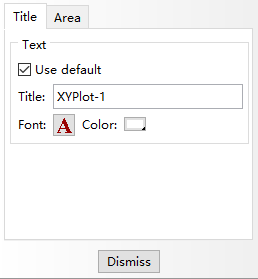 Title Area
Text
Use default
Title: XYPlot-1
Font: A Color:
Dismiss